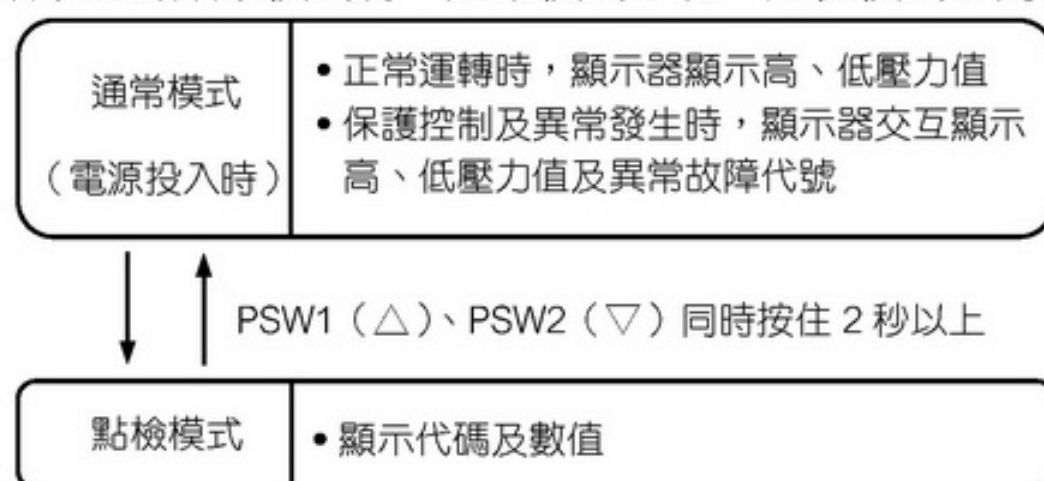 通常模式
（電源投入時）
• 正常運轉時，顯示器顯示高、低壓力值
• 保護控制及異常發生時，顯示器交互顯示
高、低壓力值及異常故障代號
PSW1（△）、PSW2（▽）同時按住 2 秒以上
點檢模式
• 顯示代碼及數值